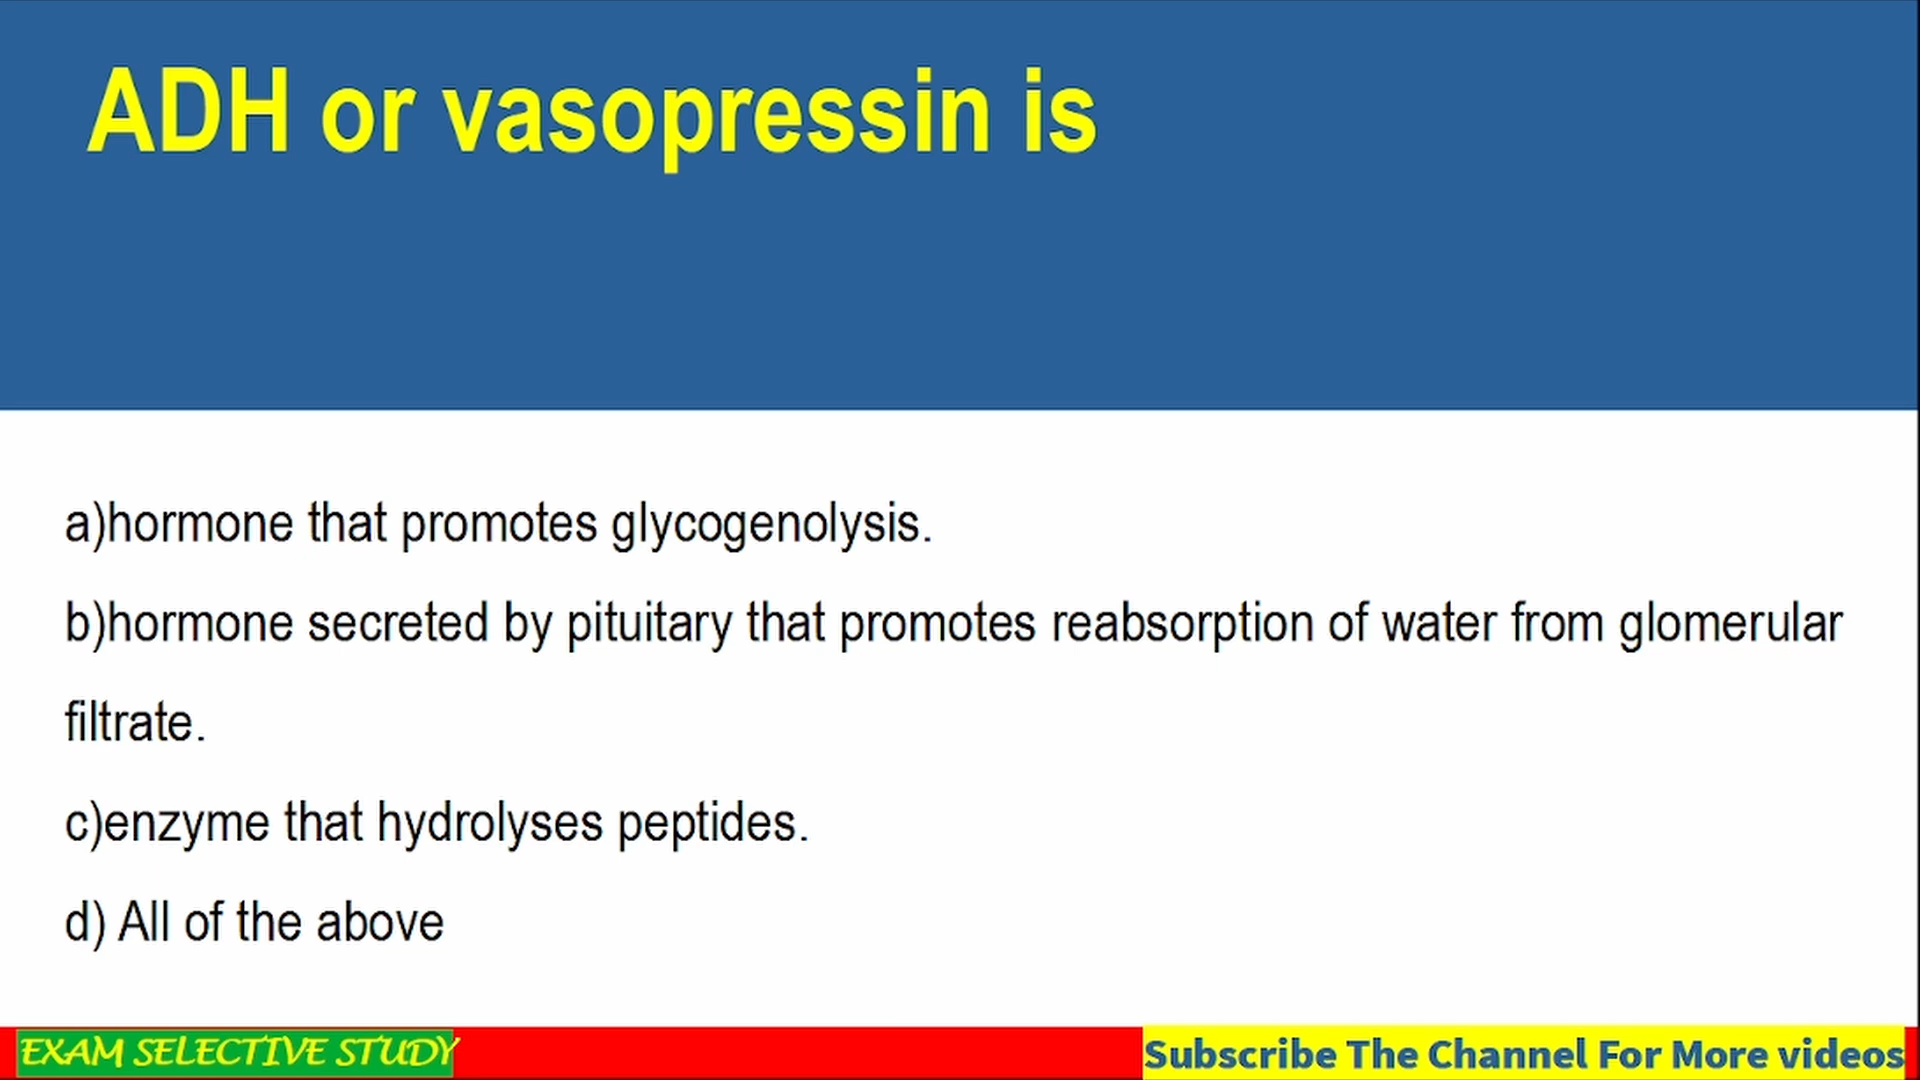 ADH or vasopressin is
a)hormone that promotes glycogenolysis.
b)hormone secreted by pituitary that promotes reabsorption of water from glomerular
filtrate.
c)enzyme that hydrolyses peptides.
d) All of the above
EXAM SELECTIVE STUDY
Subscribe The Channel For More videos